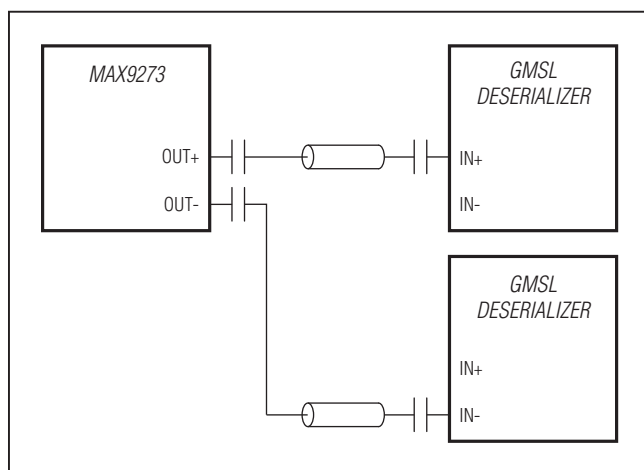 MAX9273
OUT+
OUT-
GMSL
DESERIALIZER
IN+
IN-
GMSL
DESERIALIZER
IN+
IN-